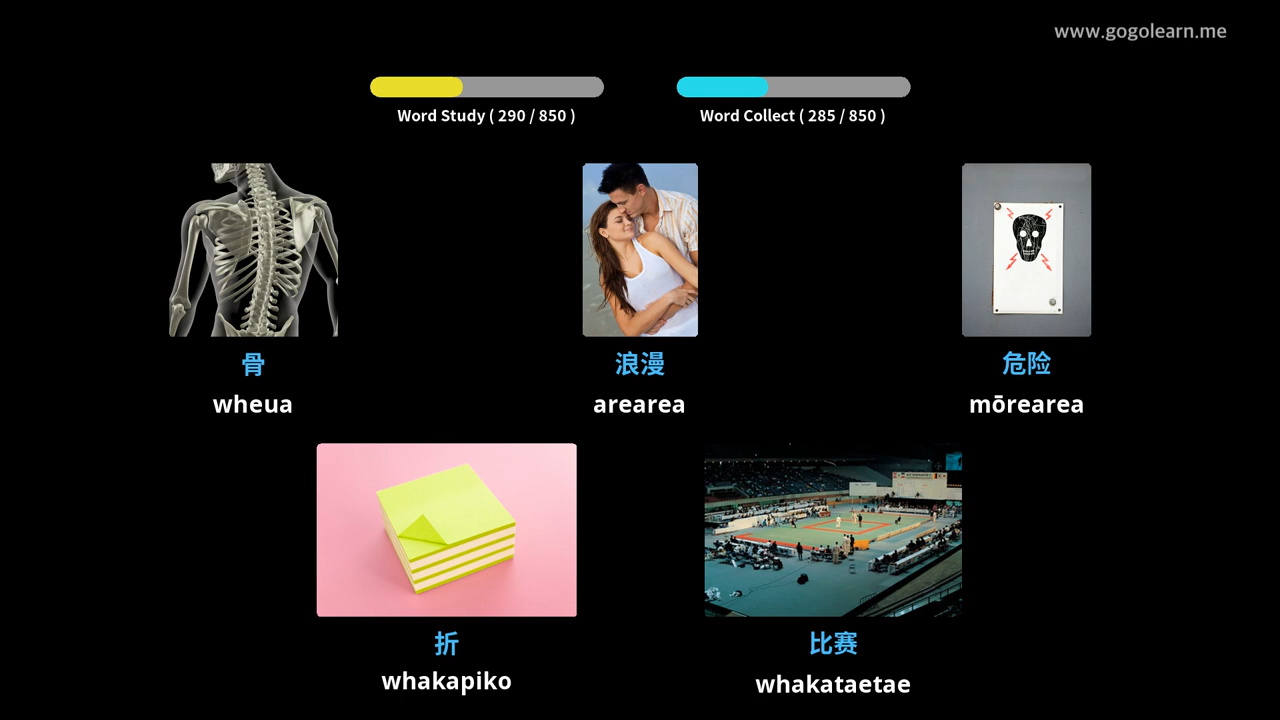 www.gogolearn.me
Word Study ( 290 / 850 )
Word Collect ( 285 / 850 )
骨
浪漫
危险
wheua
arearea
mōrearea
折
比赛
whakapiko
whakataetae